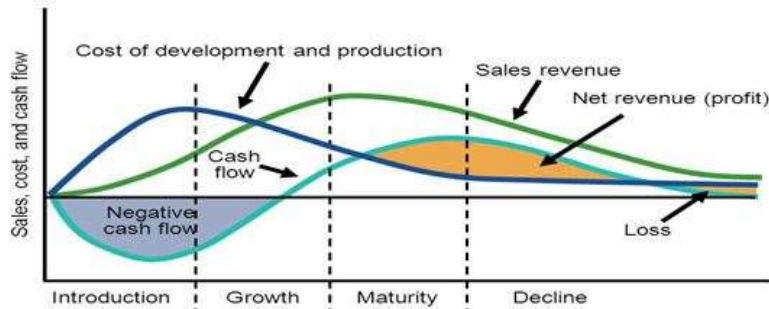 Sales, cost, and cash flow
Cost of development and production
Sales revenue
Net revenue (profit)
Cash
flow
Negative
cash flow
Loss
Introduction
Growth
Maturity
Decline